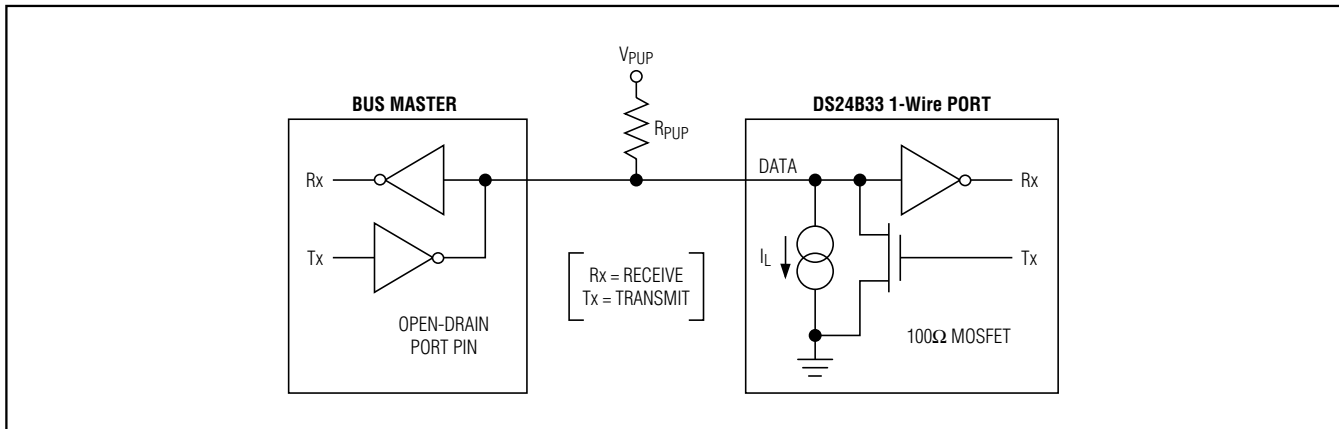 VPUP
BUS MASTER
DS24B33 1-Wire PORT
RPUP
Rx
DATA
Rx
Tx
IL
Tx
Rx = RECEIVE
Tx = TRANSMIT
OPEN-DRAIN
PORT PIN
100Ω MOSFET